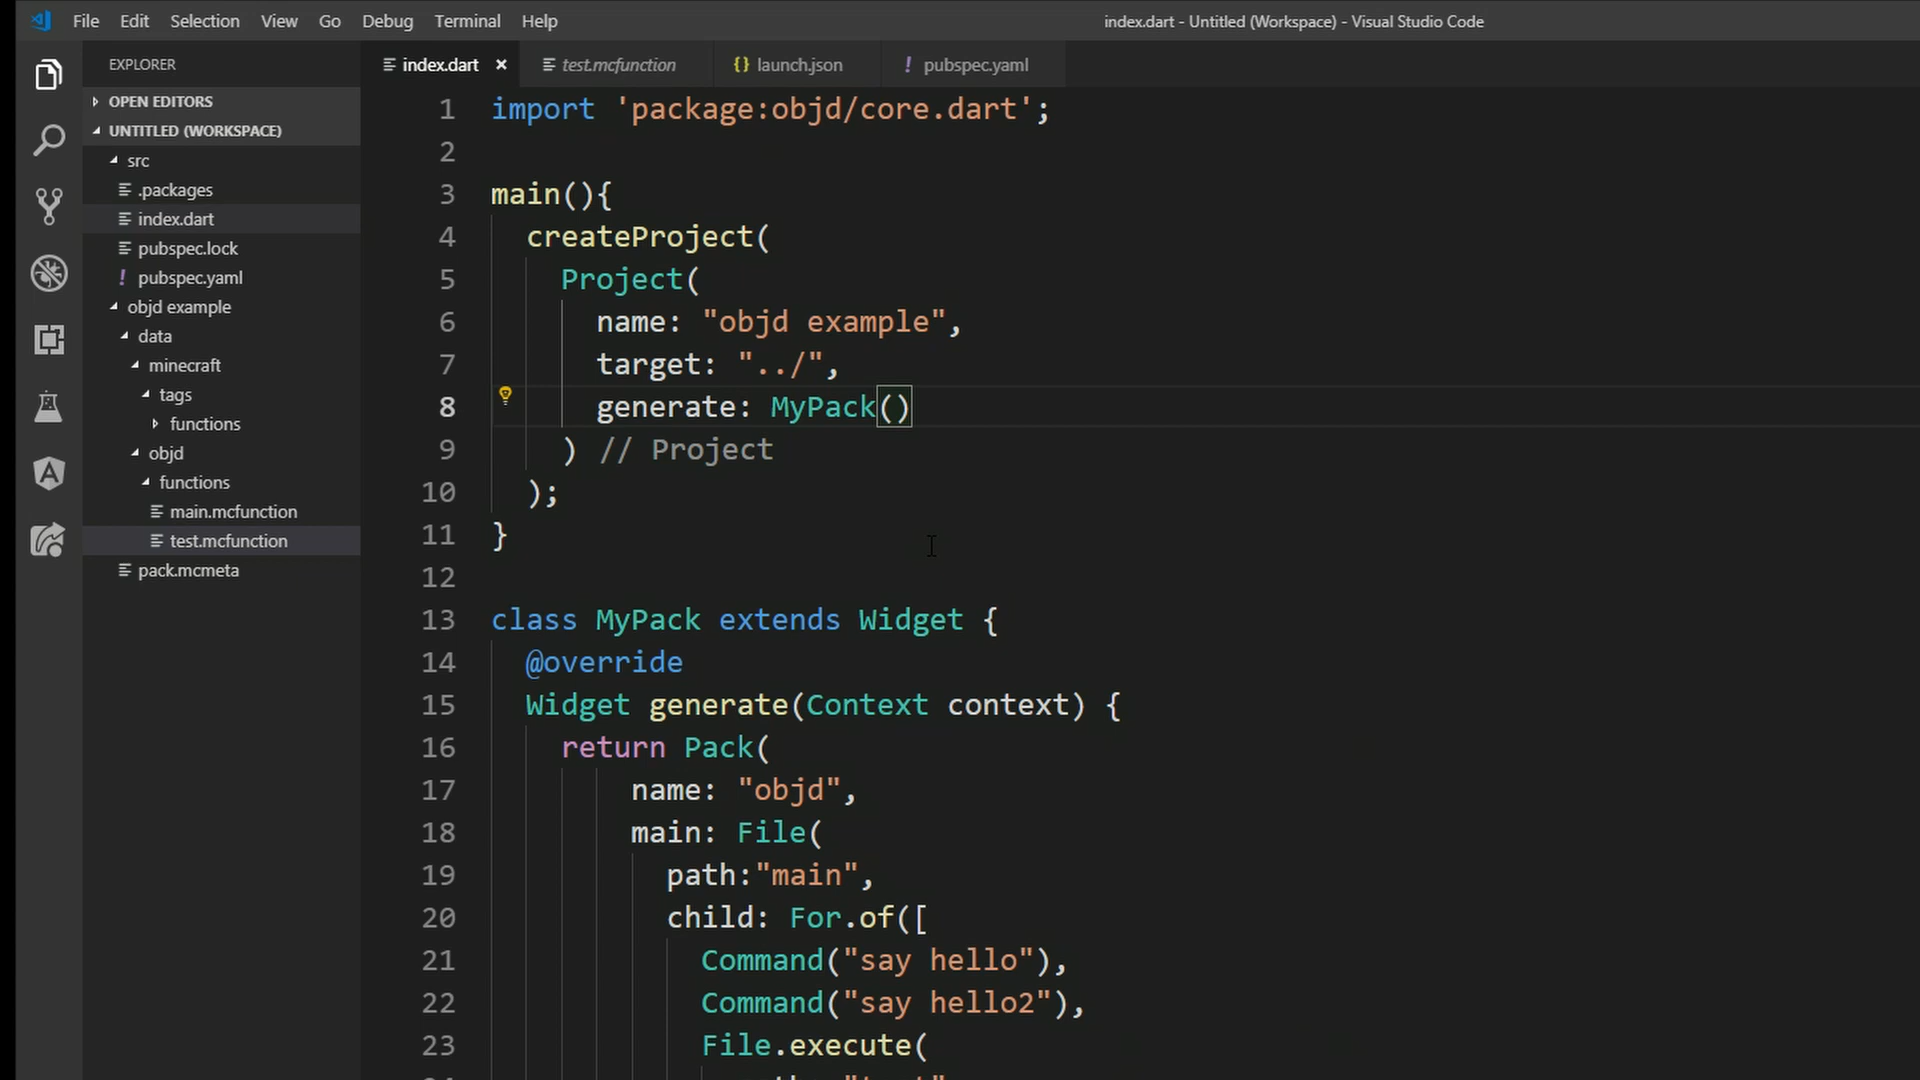 File Edit Selection View Go Debug Terminal Help
index.dart - Untitled (Workspace) - Visual Studio Code
EXPLORER
OPEN EDITORS
UNTITLED (WORKSPACE)
src
.packages
index.dart
pubspec.lock
! pubspec.yaml
objd example
data
minecraft
tags
functions
objd
functions
main.mcfunction
test.mcfunction
pack.mcmeta
index.dart × test.mcfunction {} launch.json ! pubspec.yaml
1 import 'package:objd/core.dart';
2
3 main(){
4 createProject(
5 Project(
6 name: "objd example",
7 target: "../",
8 generate: MyPack()
9 ) // Project
10 );
11 }
12
13 class MyPack extends Widget {
14 @override
15 Widget generate(Context context) {
16 return Pack(
17 name: "objd",
18 main: File(
19 path:"main",
20 child: For.of([
21 Command("say hello"),
22 Command("say hello2"),
23 File.execute(